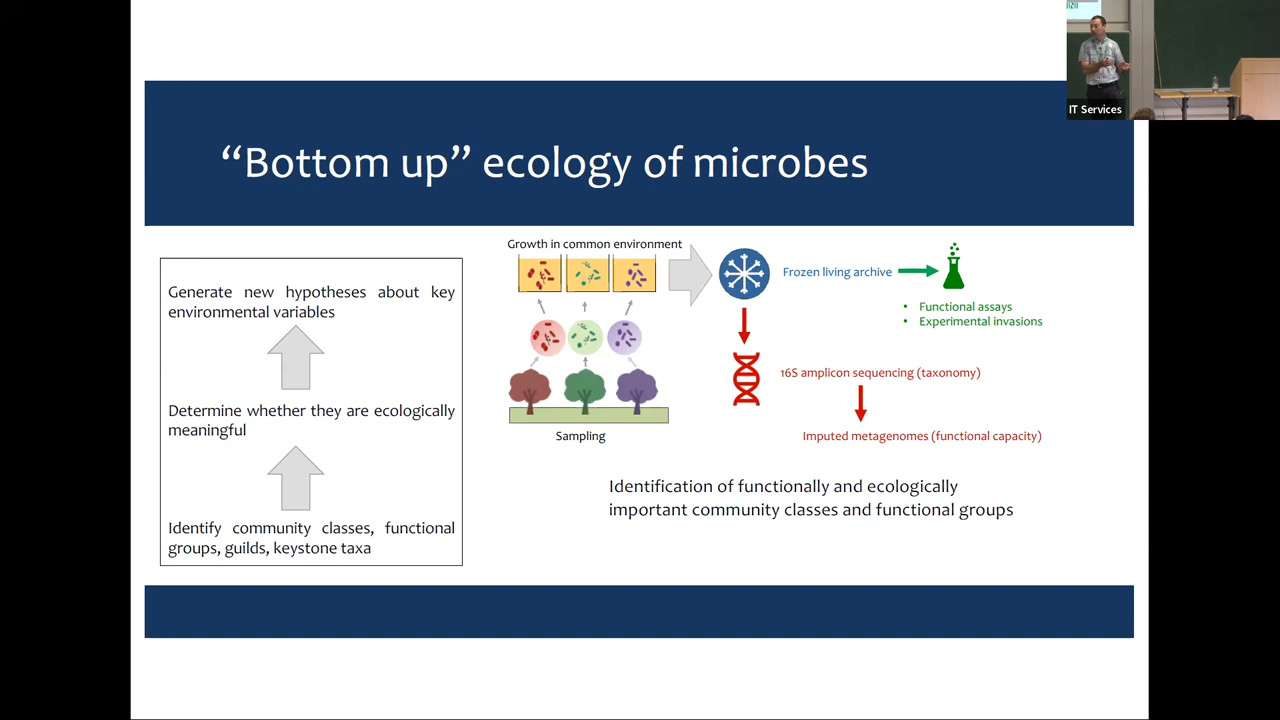 “Bottom up” ecology of microbes
Generate new hypotheses about key
environmental variables
Determine whether they are ecologically
meaningful
Identify community classes, functional
groups, guilds, keystone taxa
Growth in common environment
Sampling
Frozen living archive
• Functional assays
• Experimental invasions
16S amplicon sequencing (taxonomy)
Imputed metagenomes (functional capacity)
Identification of functionally and ecologically
important community classes and functional groups
IT Services